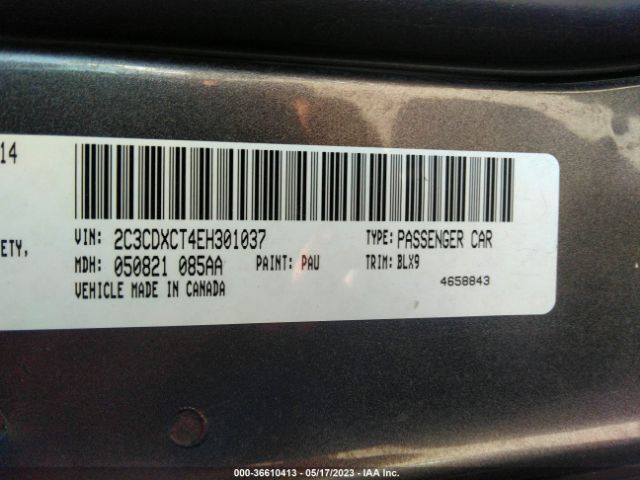 14
ETY,
VIN: 2C3CDXCT4EH301037 TYPE: PASSENGER CAR
MDH: 050821 085AA PAINT: PAU TRIM: BLX9
VEHICLE MADE IN CANADA 4658843
000-36610413 - 05/17/2023 - IAA Inc.